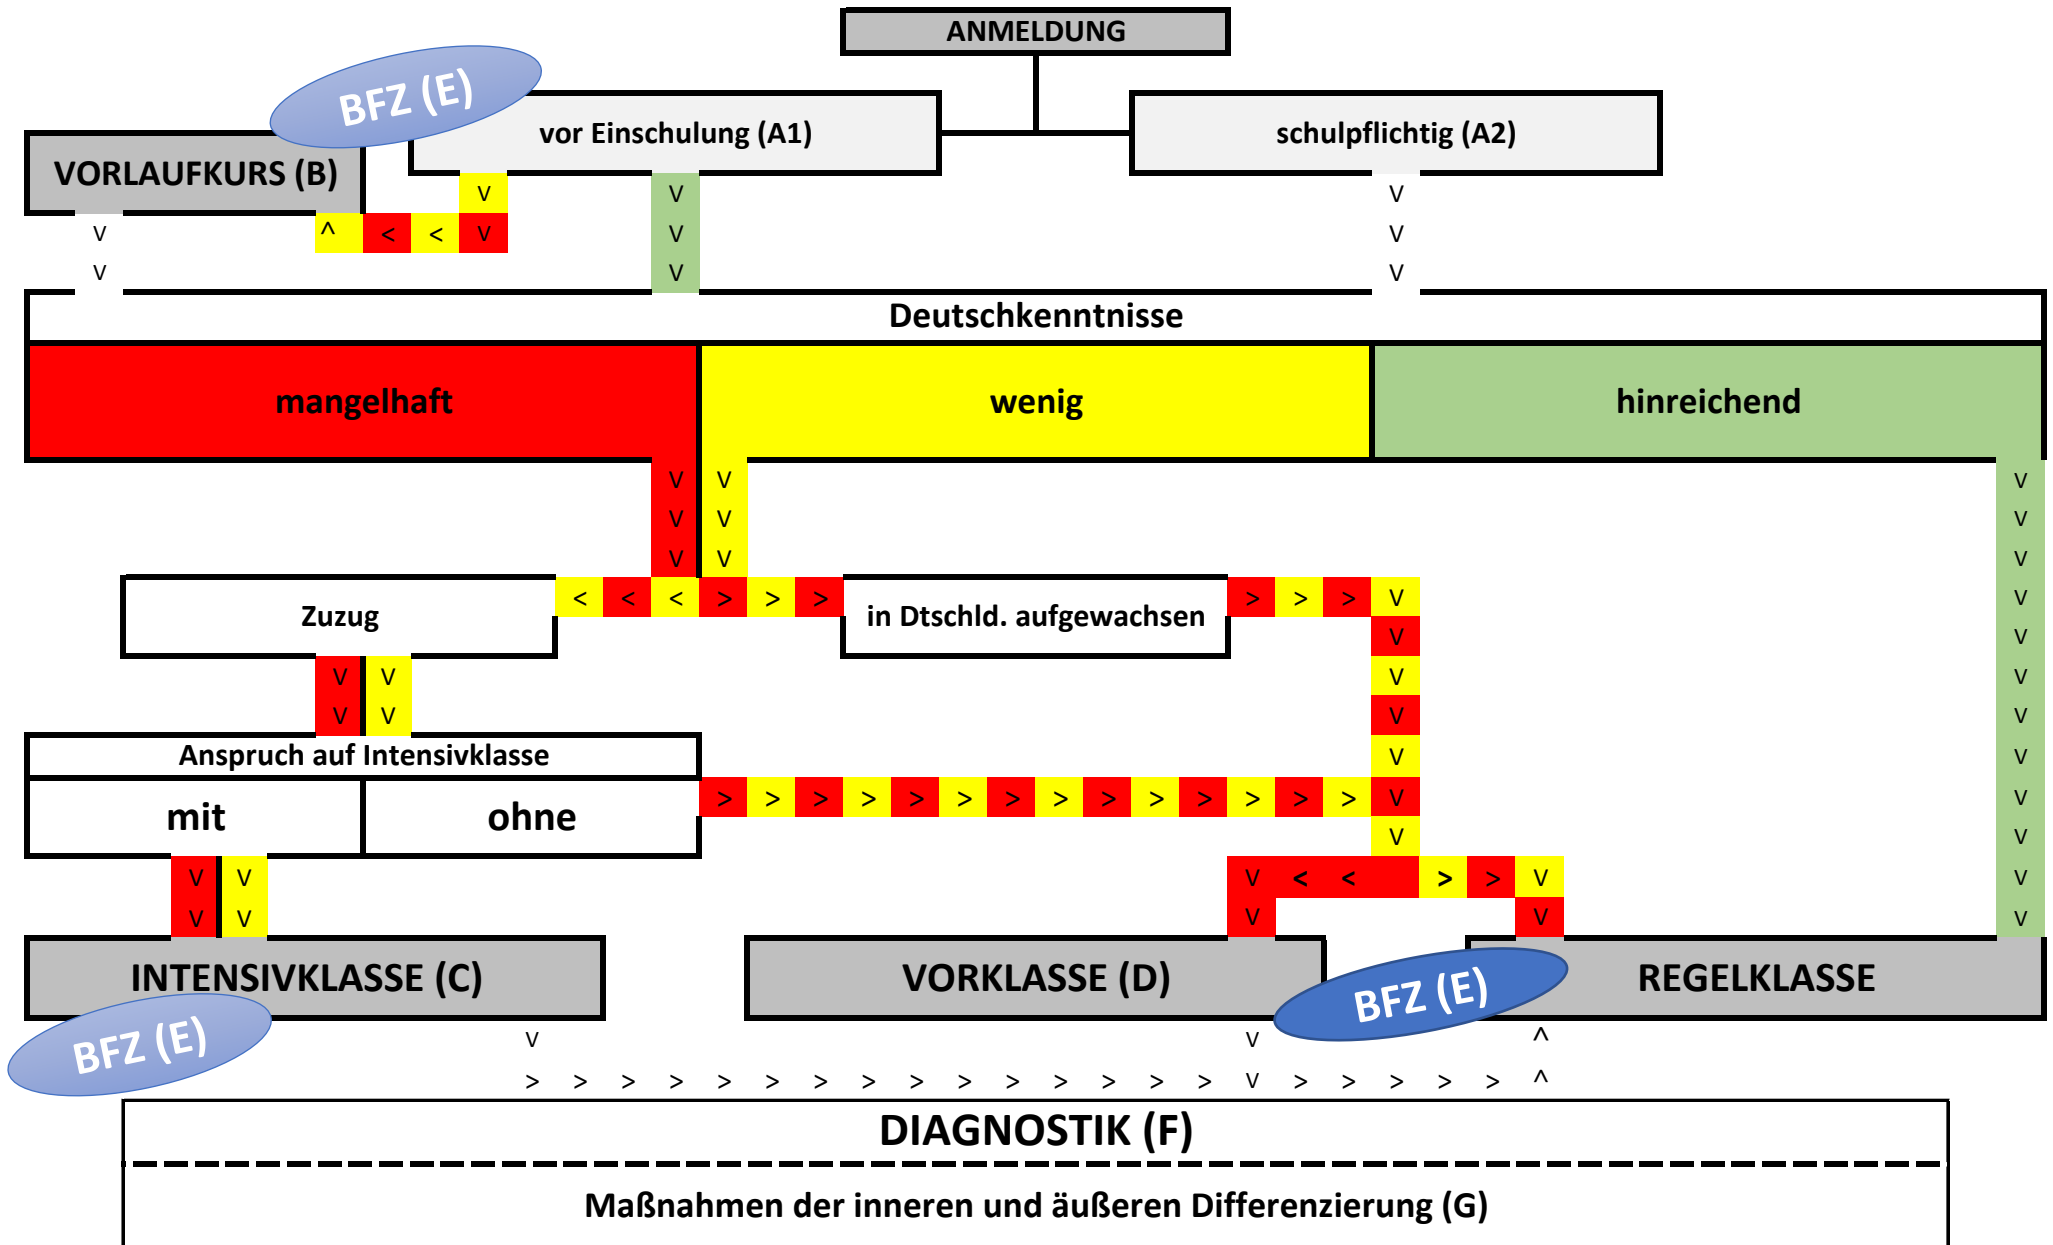 ANMELDUNG
BFZ (E)
vor Einschulung (A1)
schulpflichtig (A2)
VORLAUFKURS (B)
v v v
^ < < v v v
v v v
Deutschkenntnisse
mangelhaft
wenig
hinreichend
v v v
v v v
v v v
Zuzug
< < < > > >
in Dtschld. aufgewachsen
> > > v v
v v
v v v v
v v v v
Anspruch auf Intensivklasse
v v
mit
ohne
> > > > > > > > > > > > > > v v
v v
v v v < < > > v v
v v v v v
INTENSIVKLASSE (C)
VORKLASSE (D)
BFZ (E)
REGELKLASSE
BFZ (E)
v v ^
> > > > > > > > > > > > > > > v > > > > > ^
DIAGNOSTIK (F)
Maßnahmen der inneren und äußeren Differenzierung (G)